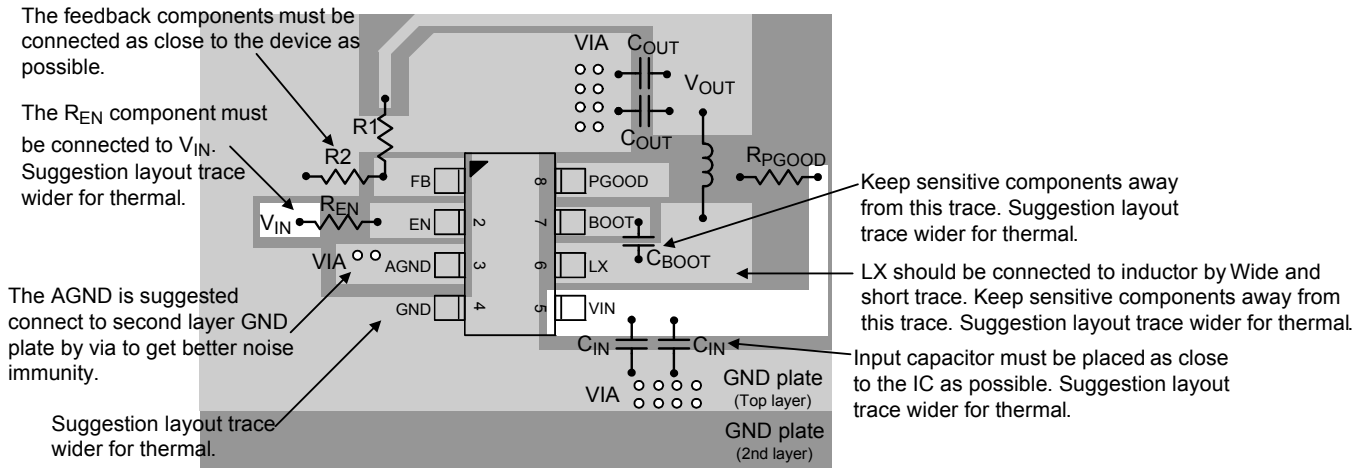 The feedback components must be
connected as close to the device as
possible.
The REN component must
be connected to VIN.
Suggestion layout trace
wider for thermal.
The AGND is suggested
connect to second layer GND
plate by via to get better noise
immunity.
Suggestion layout trace
wider for thermal.
VIA
COUT
COUT
VOUT
R1
R2
REN
VIN
VIA
RPGOOD
FB
EN
AGND
GND
2
3
4
8
7
6
5
PGOOD
BOOT
LX
VIN
CBOOT
CIN
CIN
VIA
GND plate
(Top layer)
GND plate
(2nd layer)
Keep sensitive components away
from this trace. Suggestion layout
trace wider for thermal.
LX should be connected to inductor by Wide and
short trace. Keep sensitive components away from
this trace. Suggestion layout trace wider for thermal.
Input capacitor must be placed as close
to the IC as possible. Suggestion layout
trace wider for thermal.